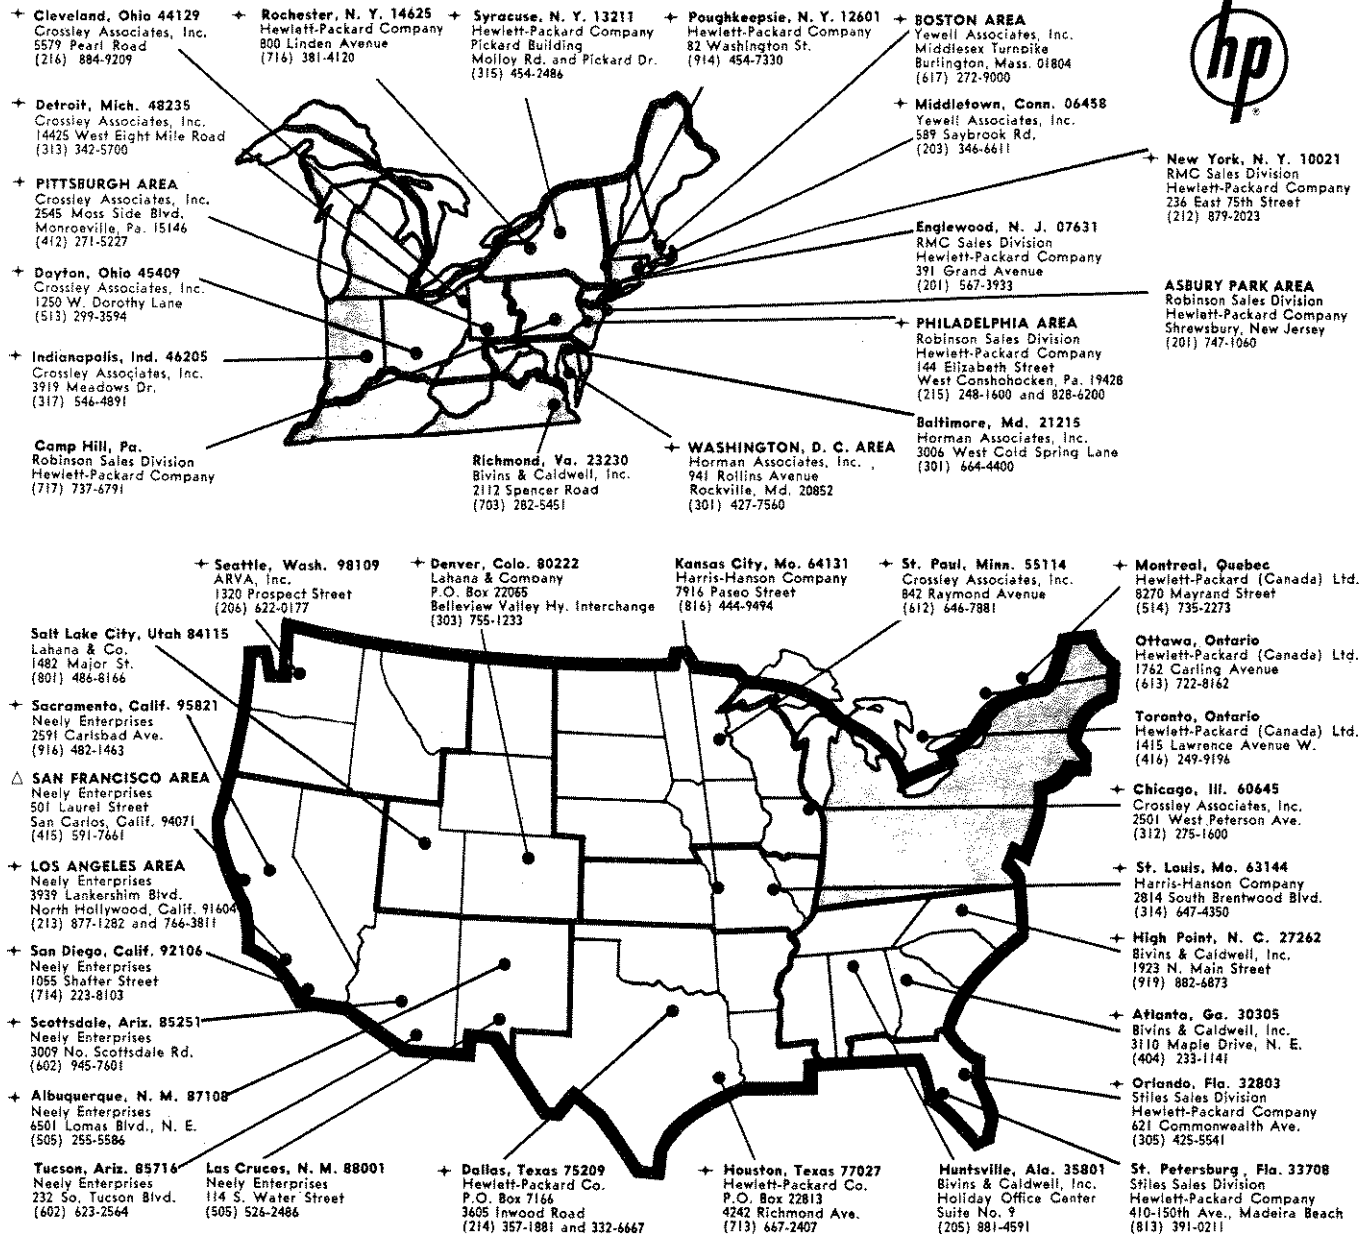 ✦ Cleveland, Ohio 44129
Crossley Associates, Inc.
5579 Pearl Road
(216) 884-9209
✦ Rochester, N. Y. 14625
Hewlett-Packard Company
800 Linden Avenue
(716) 381-4120
✦ Syracuse, N. Y. 13211
Hewlett-Packard Company
Pickard Building
Molloy Rd. and Pickard Dr.
(315) 454-2486
✦ Poughkeepsie, N. Y. 12601
Hewlett-Packard Company
82 Washington St.
(914) 454-7330
✦ BOSTON AREA
Yewell Associates, Inc.
Middlesex Turnpike
Burlington, Mass. 01804
(617) 272-9000
hp
®
✦ Detroit, Mich. 48235
Crossley Associates, Inc.
14425 West Eight Mile Road
(313) 342-5700
✦ Middletown, Conn. 06458
Yewell Associates, Inc.
589 Saybrook Rd.
(203) 346-6611
✦ New York, N. Y. 10021
RMC Sales Division
Hewlett-Packard Company
236 East 75th Street
(212) 879-2023
✦ PITTSBURGH AREA
Crossley Associates, Inc.
2545 Moss Side Blvd.
Monroeville, Pa. 15146
(412) 271-5227
Englewood, N. J. 07631
RMC Sales Division
Hewlett-Packard Company
391 Grand Avenue
(201) 567-3933
✦ Dayton, Ohio 45409
Crossley Associates, Inc.
1250 W. Dorothy Lane
(513) 299-3594
ASBURY PARK AREA
Robinson Sales Division
Hewlett-Packard Company
Shrewsbury, New Jersey
(201) 747-1060
✦ PHILADELPHIA AREA
Robinson Sales Division
Hewlett-Packard Company
144 Elizabeth Street
West Conshohocken, Pa. 19428
(215) 248-1600 and 828-6200
✦ Indianapolis, Ind. 46205
Crossley Associates, Inc.
3919 Meadows Dr.
(317) 546-4891
Baltimore, Md. 21215
Horman Associates, Inc.
3006 West Cold Spring Lane
(301) 664-4400
Camp Hill, Pa.
Robinson Sales Division
Hewlett-Packard Company
(717) 737-6791
Richmond, Va. 23230
Bivins & Caldwell, Inc.
2112 Spencer Road
(703) 282-5451
✦ WASHINGTON, D. C. AREA
Horman Associates, Inc.
941 Rollins Avenue
Rockville, Md. 20852
(301) 427-7560
✦ Seattle, Wash. 98109
ARVA, Inc.
1320 Prospect Street
(206) 622-0177
✦ Denver, Colo. 80222
Lahana & Company
P.O. Box 22065
Belleview Valley Hy. Interchange
(303) 755-1233
Kansas City, Mo. 64131
Harris-Hanson Company
7916 Paseo Street
(816) 444-9494
✦ St. Paul, Minn. 55114
Crossley Associates, Inc.
842 Raymond Avenue
(612) 646-7881
✦ Montreal, Quebec
Hewlett-Packard (Canada) Ltd.
8270 Mayrand Street
(514) 735-2273
Salt Lake City, Utah 84115
Lahana & Co.
1482 Major St.
(801) 486-8166
Ottawa, Ontario
Hewlett-Packard (Canada) Ltd.
1762 Carling Avenue
(613) 722-8162
✦ Sacramento, Calif. 95821
Neely Enterprises
2591 Carlsbad Ave.
(916) 482-1463
Toronto, Ontario
Hewlett-Packard (Canada) Ltd.
1415 Lawrence Avenue W.
(416) 249-9196
△ SAN FRANCISCO AREA
Neely Enterprises
501 Laurel Street
San Carlos, Calif. 94071
(415) 591-7661
✦ Chicago, Ill. 60645
Crossley Associates, Inc.
2501 West Peterson Ave.
(312) 275-1600
✦ LOS ANGELES AREA
Neely Enterprises
3939 Lankershim Blvd.
North Hollywood, Calif. 91604
(213) 877-1282 and 766-3811
✦ St. Louis, Mo. 63144
Harris-Hanson Company
2814 South Brentwood Blvd.
(314) 647-4350
✦ San Diego, Calif. 92106
Neely Enterprises
1055 Shafter Street
(714) 223-8103
✦ High Point, N. C. 27262
Bivins & Caldwell, Inc.
1923 N. Main Street
(919) 882-6873
✦ Scottsdale, Ariz. 85251
Neely Enterprises
3009 No. Scottsdale Rd.
(602) 945-7601
✦ Atlanta, Ga. 30305
Bivins & Caldwell, Inc.
3110 Maple Drive, N. E.
(404) 233-1141
✦ Albuquerque, N. M. 87108
Neely Enterprises
6501 Lomas Blvd., N. E.
(505) 255-5586
✦ Orlando, Fla. 32803
Stiles Sales Division
Hewlett-Packard Company
621 Commonwealth Ave.
(305) 425-5541
Tucson, Ariz. 85716
Neely Enterprises
232 So. Tucson Blvd.
(602) 623-2564
Las Cruces, N. M. 88001
Neely Enterprises
114 S. Water Street
(505) 526-2486
✦ Dallas, Texas 75209
Hewlett-Packard Co.
P.O. Box 7166
3605 Inwood Road
(214) 357-1881 and 332-6667
✦ Houston, Texas 77027
Hewlett-Packard Co.
P.O. Box 22813
4242 Richmond Ave.
(713) 667-2407
Huntsville, Ala. 35801
Bivins & Caldwell, Inc.
Holiday Office Center
Suite No. 9
(205) 881-4591
St. Petersburg, Fla. 33708
Stiles Sales Division
Hewlett-Packard Company
410-150th Ave., Madeira Beach
(813) 391-0211